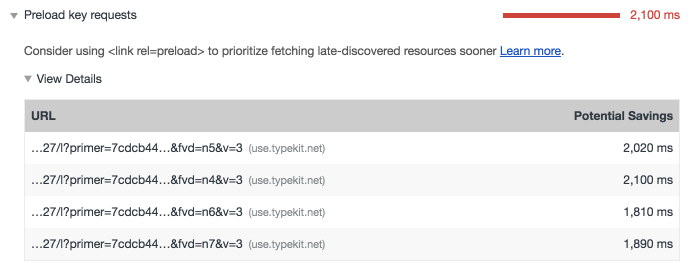 Preload key requests 2,100 ms
Consider using <link rel=preload> to prioritize fetching late-discovered resources sooner Learn more.
View Details
URL Potential Savings
…27/l?primer=7cdcb44…&fvd=n5&v=3 (use.typekit.net) 2,020 ms
…27/l?primer=7cdcb44…&fvd=n4&v=3 (use.typekit.net) 2,100 ms
…27/l?primer=7cdcb44…&fvd=n6&v=3 (use.typekit.net) 1,810 ms
…27/l?primer=7cdcb44…&fvd=n7&v=3 (use.typekit.net) 1,890 ms